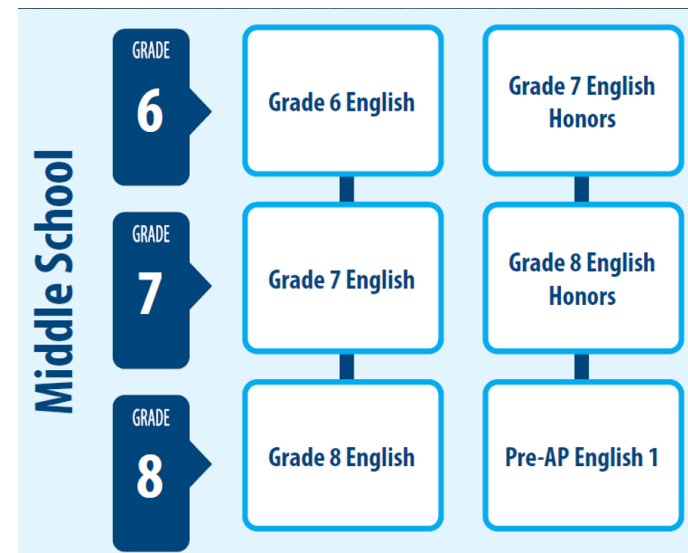 Middle School
GRADE
6
Grade 6 English
Grade 7 English
Honors
GRADE
7
Grade 7 English
Grade 8 English
Honors
GRADE
8
Grade 8 English
Pre-AP English 1